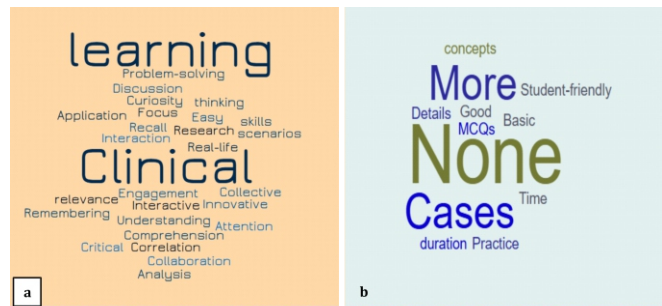 learning
Problem-solving
Discussion
Curiosity thinking
Application Focus Easy skills
Recall Research scenarios
Interaction
Real-life
Clinical
Engagement Collective
relevance Interactive Innovative
Remembering
Understanding Attention
Comprehension
Critical Correlation
Collaboration
Analysis
a
concepts
More Student-friendly
Details Good Basic
MCQs
None
Cases Time
duration Practice
b